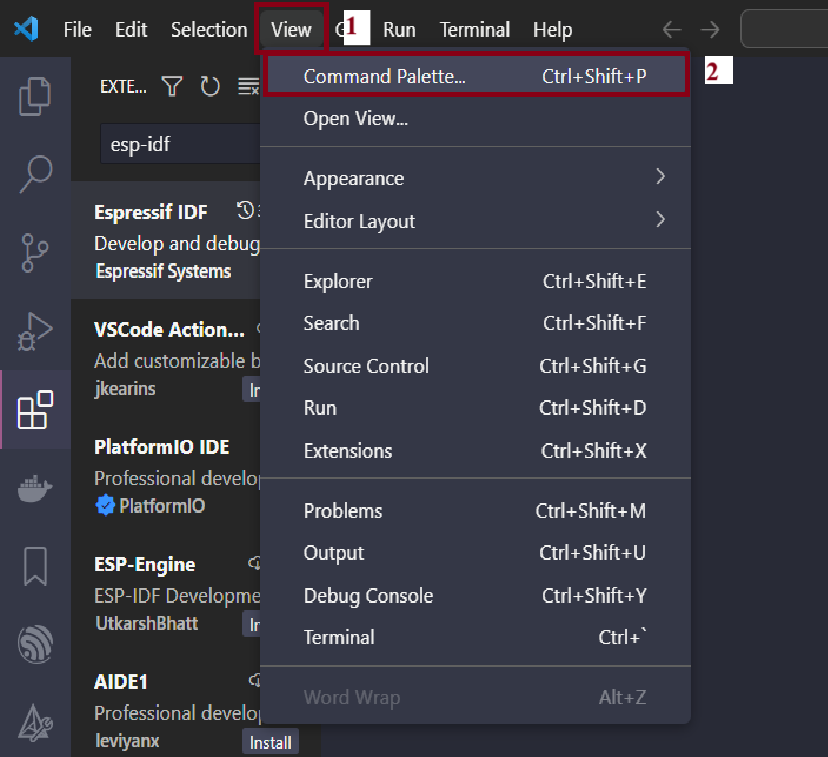 File Edit Selection View 1 Run Terminal Help
EXTE...
esp-idf
Espressif IDF
Develop and debug
Espressif Systems
VSCode Action...
Add customizable b
jkearins
PlatformIO IDE
Professional develop
PlatformIO
ESP-Engine
ESP-IDF Developme
UtkarshBhatt
AIDE1
Professional develop
leviyanx Install
Command Palette... Ctrl+Shift+P 2
Open View...
Appearance
Editor Layout
Explorer Ctrl+Shift+E
Search Ctrl+Shift+F
Source Control Ctrl+Shift+G
Run Ctrl+Shift+D
Extensions Ctrl+Shift+X
Problems Ctrl+Shift+M
Output Ctrl+Shift+U
Debug Console Ctrl+Shift+Y
Terminal Ctrl+`
Word Wrap Alt+Z